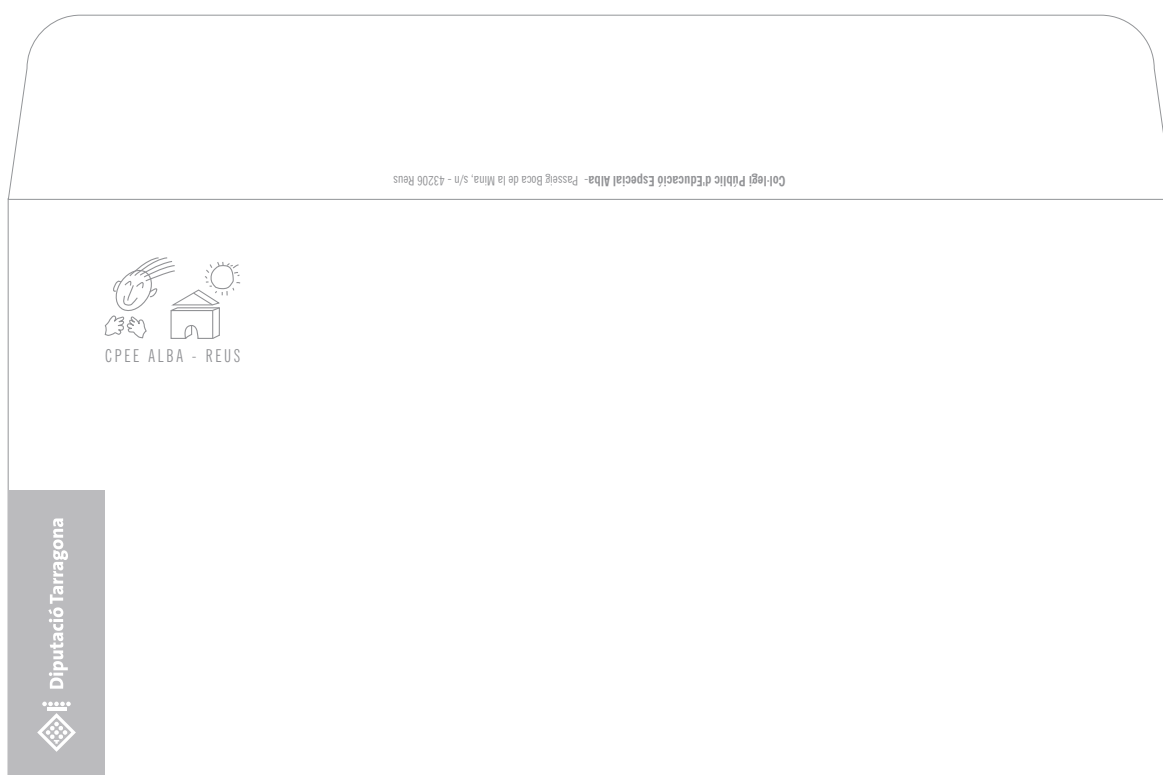 Col·legi Públic d'Educació Especial Alba- Passeig Boca de la Mina, s/n - 43206 Reus
CPEE ALBA - REUS
Diputació Tarragona